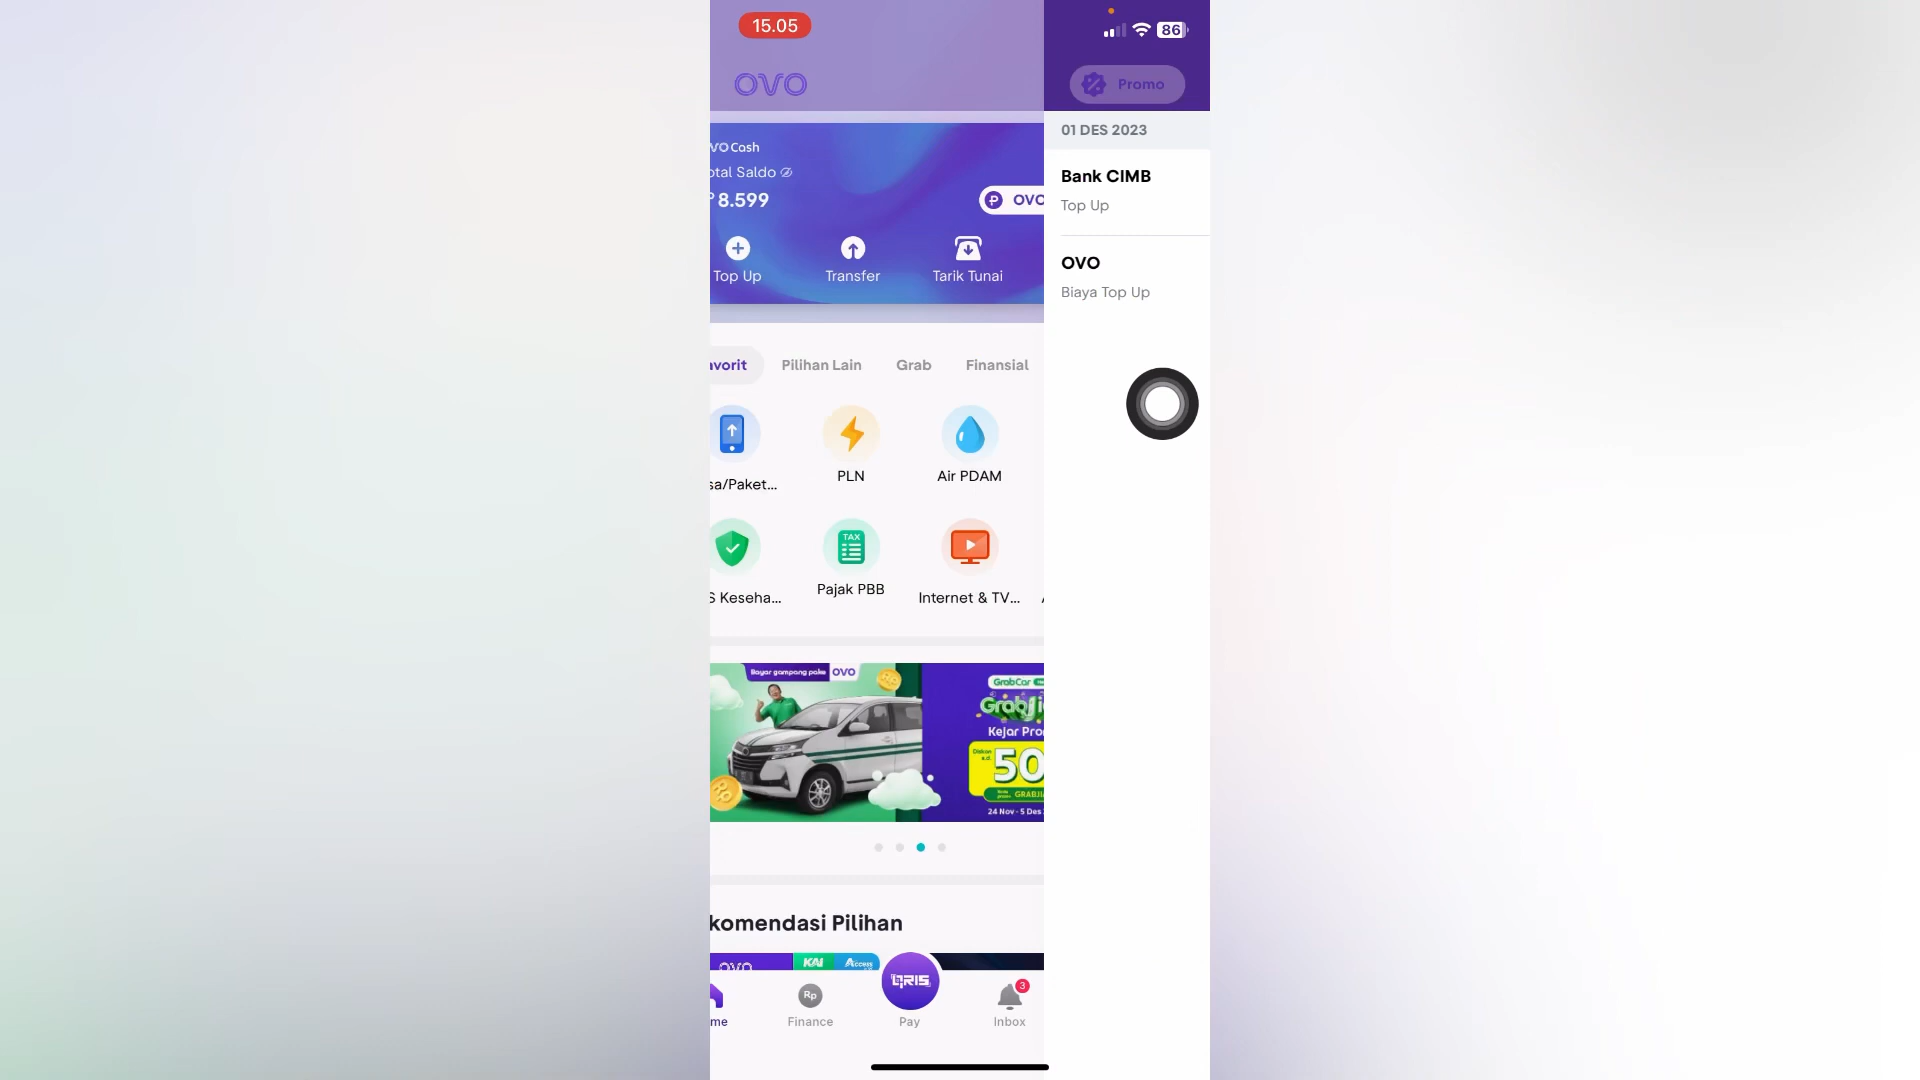 15.05
86
OVO
Promo
01 DES 2023
Bank CIMB
Top Up
OVO
Biaya Top Up
VO Cash
otal Saldo
P 8.599
OVO
Top Up
Transfer
Tarik Tunai
avorit
Pilihan Lain
Grab
Finansial
sa/Paket...
PLN
Air PDAM
TAX
S Keseha...
Pajak PBB
Internet & TV...
Bayar gampang pake OVO
GrabCar
Kejar Pro
Diskon s.d.
50
GRABJI
24 Nov - 5 Des
komendasi Pilihan
OVO
KAI
Access
QRIS
Rp
3
me
Finance
Pay
Inbox